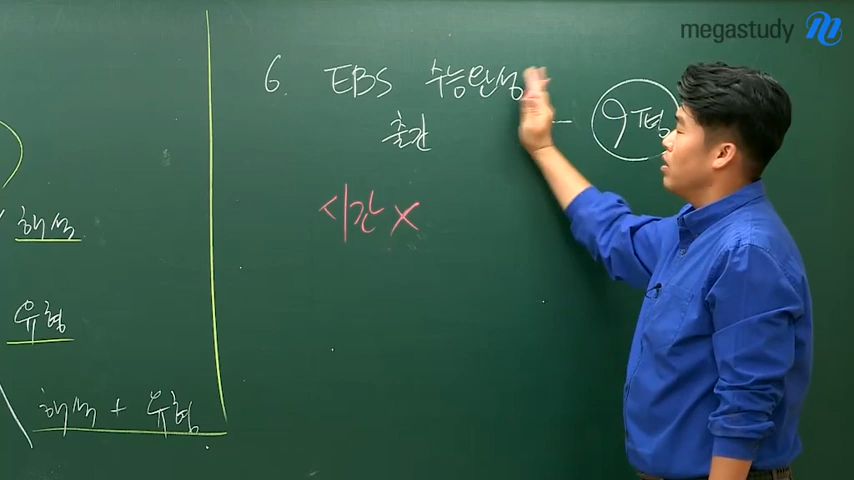 megastudy
6. EBS 수능완성 - 9평
출간
시간 X
해석
유형
해석 + 유형